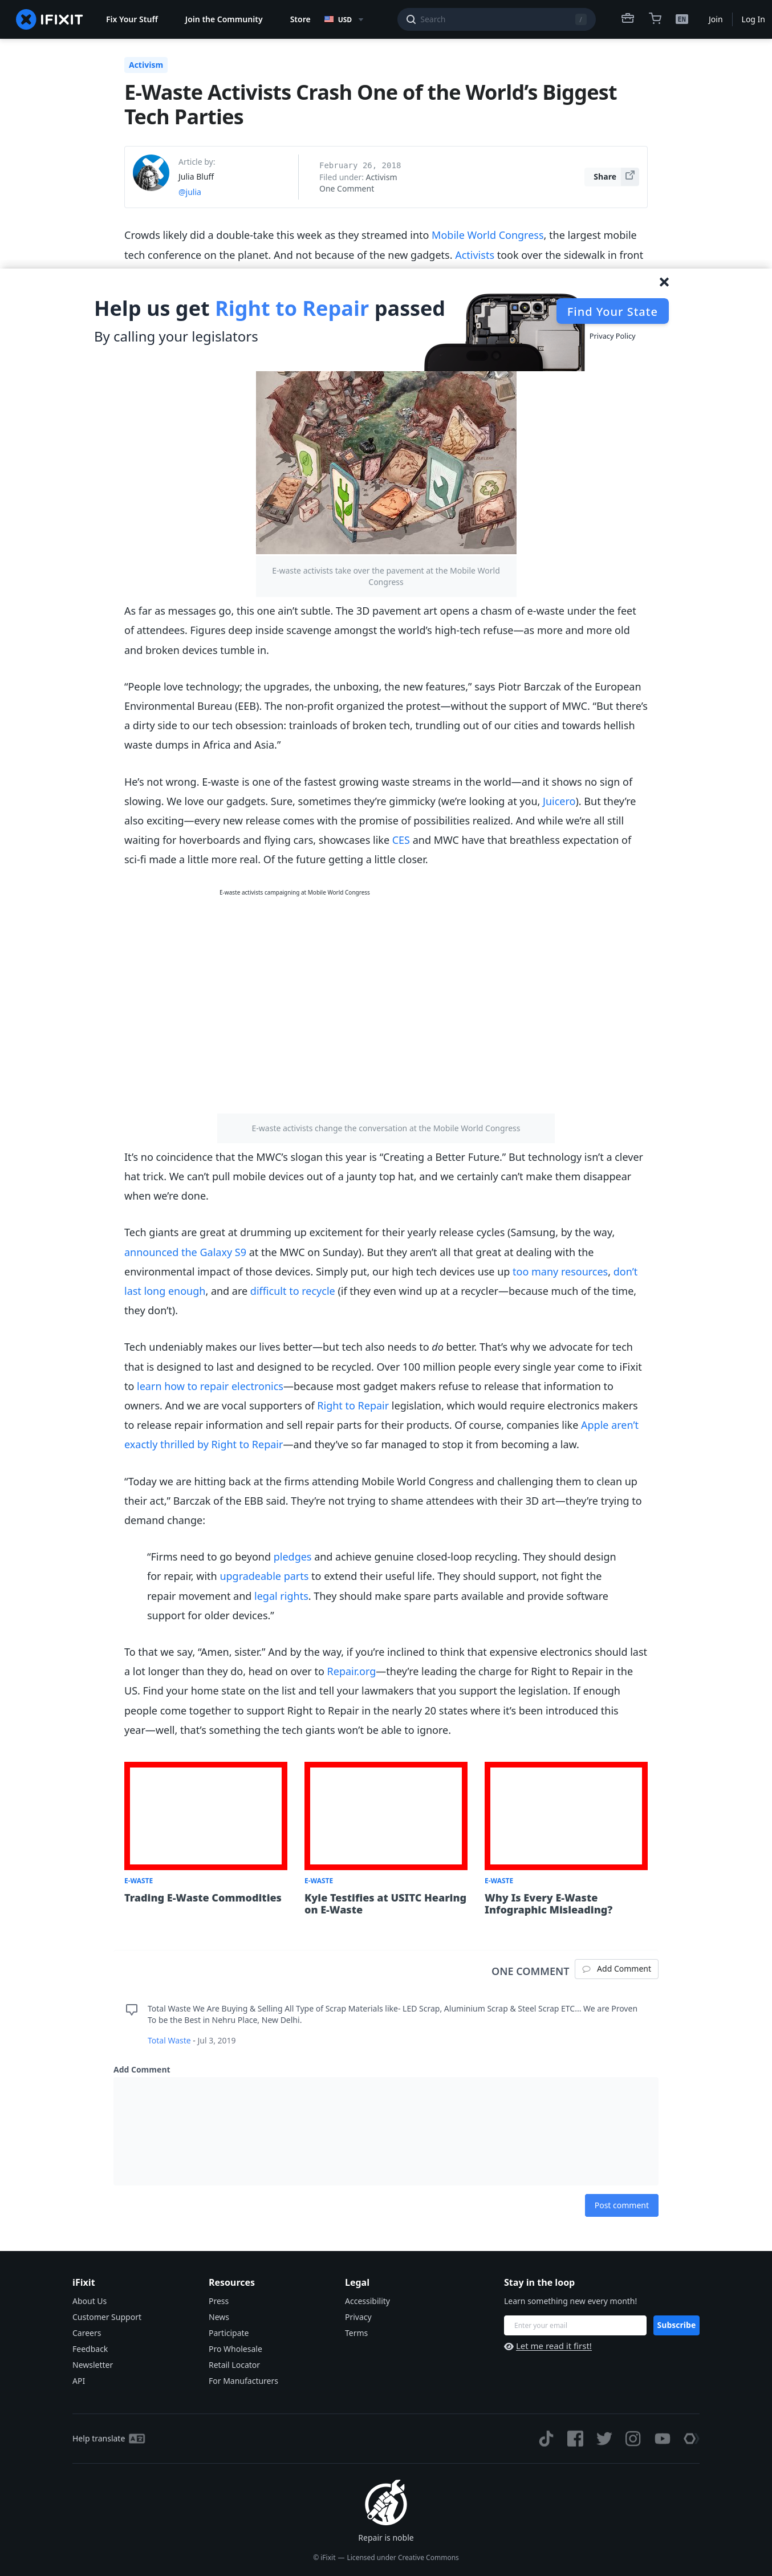 IFIXIT
Fix Your Stuff
Join the Community
Store
USD
Search
/
EN
Join
Log In
Activism
E-Waste Activists Crash One of the World’s Biggest
Tech Parties
Article by:
Julia Bluff
@julia
February 26, 2018
Filed under: Activism
One Comment
Share
Crowds likely did a double-take this week as they streamed into Mobile World Congress, the largest mobile
tech conference on the planet. And not because of the new gadgets. Activists took over the sidewalk in front
Help us get Right to Repair passed
By calling your legislators
Find Your State
Privacy Policy
E-waste activists take over the pavement at the Mobile World
Congress
As far as messages go, this one ain’t subtle. The 3D pavement art opens a chasm of e-waste under the feet
of attendees. Figures deep inside scavenge amongst the world’s high-tech refuse—as more and more old
and broken devices tumble in.
“People love technology; the upgrades, the unboxing, the new features,” says Piotr Barczak of the European
Environmental Bureau (EEB). The non-profit organized the protest—without the support of MWC. “But there’s
a dirty side to our tech obsession: trainloads of broken tech, trundling out of our cities and towards hellish
waste dumps in Africa and Asia.”
He’s not wrong. E-waste is one of the fastest growing waste streams in the world—and it shows no sign of
slowing. We love our gadgets. Sure, sometimes they’re gimmicky (we’re looking at you, Juicero). But they’re
also exciting—every new release comes with the promise of possibilities realized. And while we’re all still
waiting for hoverboards and flying cars, showcases like CES and MWC have that breathless expectation of
sci-fi made a little more real. Of the future getting a little closer.
E-waste activists campaigning at Mobile World Congress
E-waste activists change the conversation at the Mobile World Congress
It’s no coincidence that the MWC’s slogan this year is “Creating a Better Future.” But technology isn’t a clever
hat trick. We can’t pull mobile devices out of a jaunty top hat, and we certainly can’t make them disappear
when we’re done.
Tech giants are great at drumming up excitement for their yearly release cycles (Samsung, by the way,
announced the Galaxy S9 at the MWC on Sunday). But they aren’t all that great at dealing with the
environmental impact of those devices. Simply put, our high tech devices use up too many resources, don’t
last long enough, and are difficult to recycle (if they even wind up at a recycler—because much of the time,
they don’t).
Tech undeniably makes our lives better—but tech also needs to do better. That’s why we advocate for tech
that is designed to last and designed to be recycled. Over 100 million people every single year come to iFixit
to learn how to repair electronics—because most gadget makers refuse to release that information to
owners. And we are vocal supporters of Right to Repair legislation, which would require electronics makers
to release repair information and sell repair parts for their products. Of course, companies like Apple aren’t
exactly thrilled by Right to Repair—and they’ve so far managed to stop it from becoming a law.
“Today we are hitting back at the firms attending Mobile World Congress and challenging them to clean up
their act,” Barczak of the EBB said. They’re not trying to shame attendees with their 3D art—they’re trying to
demand change:
“Firms need to go beyond pledges and achieve genuine closed-loop recycling. They should design
for repair, with upgradeable parts to extend their useful life. They should support, not fight the
repair movement and legal rights. They should make spare parts available and provide software
support for older devices.”
To that we say, “Amen, sister.” And by the way, if you’re inclined to think that expensive electronics should last
a lot longer than they do, head on over to Repair.org—they’re leading the charge for Right to Repair in the
US. Find your home state on the list and tell your lawmakers that you support the legislation. If enough
people come together to support Right to Repair in the nearly 20 states where it’s been introduced this
year—well, that’s something the tech giants won’t be able to ignore.
E-WASTE
Trading E-Waste Commodities
E-WASTE
Kyle Testifies at USITC Hearing
on E-Waste
E-WASTE
Why Is Every E-Waste
Infographic Misleading?
ONE COMMENT
Add Comment
Total Waste We Are Buying & Selling All Type of Scrap Materials like- LED Scrap, Aluminium Scrap & Steel Scrap ETC... We are Proven
To be the Best in Nehru Place, New Delhi.
Total Waste - Jul 3, 2019
Add Comment
Post comment
iFixit
About Us
Customer Support
Careers
Feedback
Newsletter
API
Resources
Press
News
Participate
Pro Wholesale
Retail Locator
For Manufacturers
Legal
Accessibility
Privacy
Terms
Stay in the loop
Learn something new every month!
Enter your email
Subscribe
Let me read it first!
Help translate
Repair is noble
© iFixit — Licensed under Creative Commons